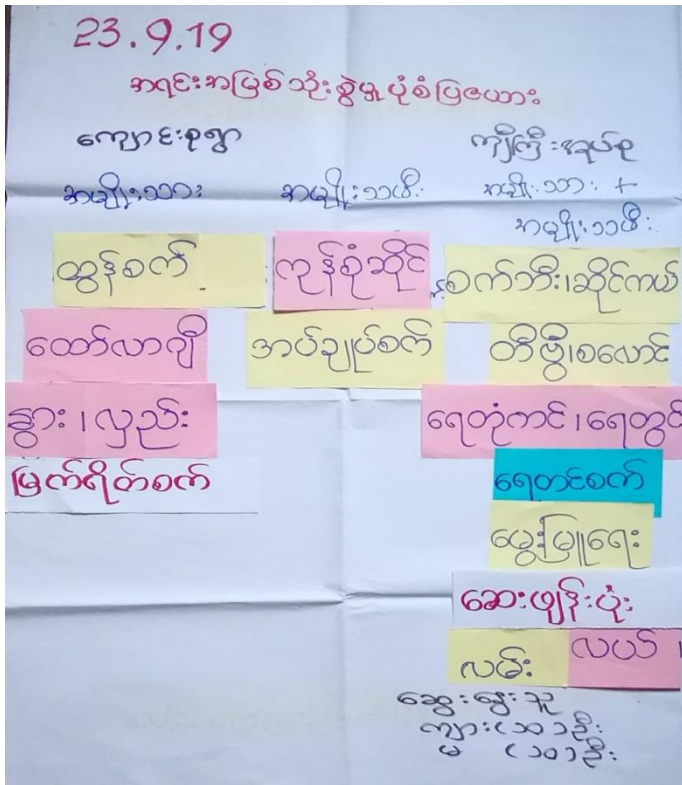 23.9.19
အရင်းအမြစ်သုံးစွဲမှုပုံစံပြဇယား
ကျောင်းစုရွာ
ကျီကြီးအုပ်စု
အမျိုးသား
အမျိုးသမီး
အမျိုးသား +
အမျိုးသမီး
ထွန်စက်
ကုန်စုံဆိုင်
စက်ဘီး၊ဆိုင်ကယ်
ထော်လာဂျီ
အပ်ချုပ်စက်
တီဗွီ၊စလောင်း
နွား၊လှည်း
ရေတုံကင်၊ရေတွင်
မြက်ရိတ်စက်
ရေတင်စက်
မွေးမြူရေး
ဆေးဖျန်းပုံး
လမ်း
လယ်၊
ဆွေးနွေးသူ
ကျား(၁၁)ဦး
မ (၁၀)ဦး